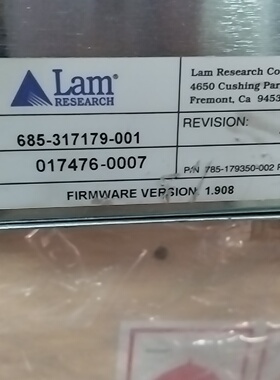 Lam®
RESEARCH
Lam Research Co
4650 Cushing Par
Fremont, Ca 9453
685-317179-001
REVISION:
017476-0007
P/N 785-179350-002 R
FIRMWARE VERSION 1.908